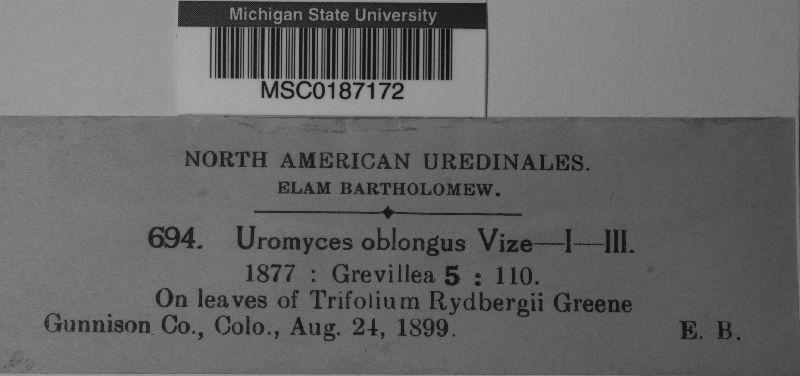 Michigan State University
MSC0187172
NORTH AMERICAN UREDINALES.
ELAM BARTHOLOMEW.
694. Uromyces oblongus Vize—I—III.
1877 : Grevillea 5 : 110.
On leaves of Trifolium Rydbergii Greene
Gunnison Co., Colo., Aug. 24, 1899. E. B.